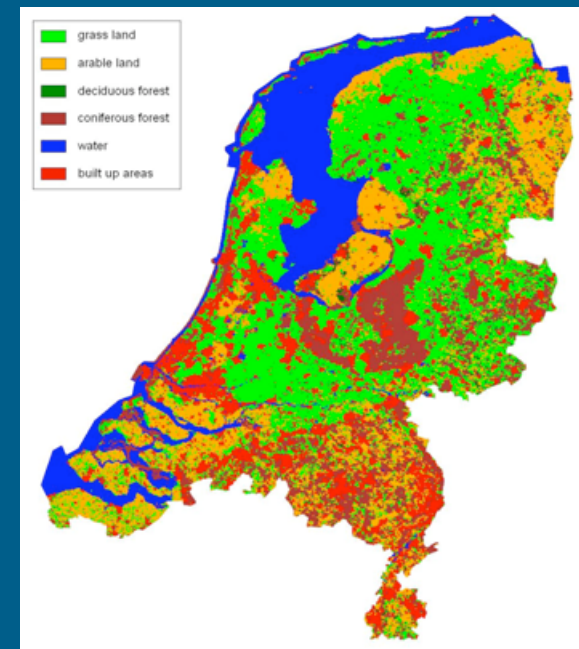 grass land
arable land
deciduous forest
coniferous forest
water
built up areas